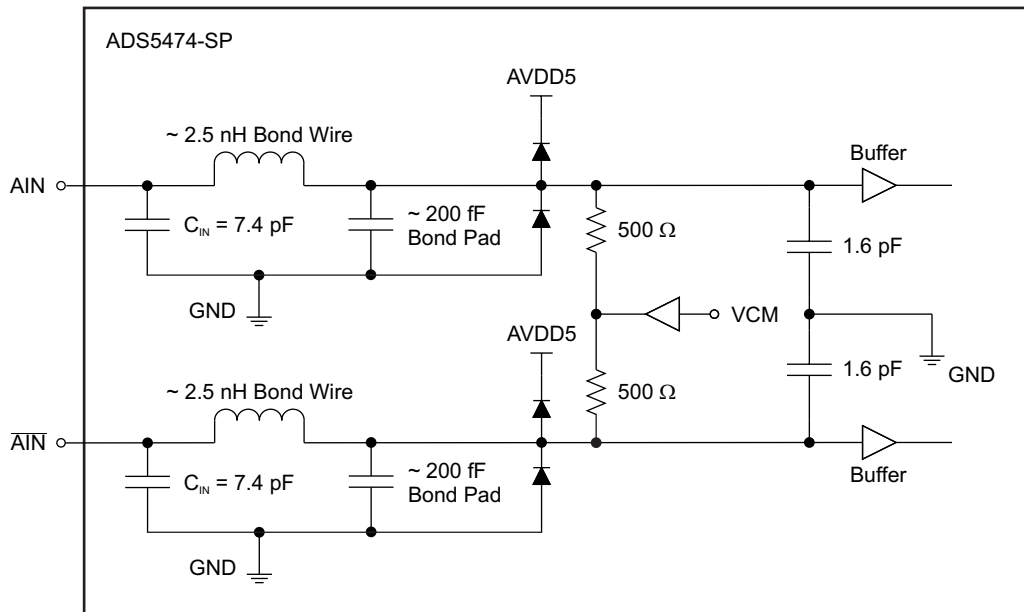 ADS5474-SP
AVDD5
~ 2.5 nH Bond Wire
Buffer
AIN
C_IN = 7.4 pF
~ 200 fF
Bond Pad
500 Ω
1.6 pF
GND
VCM
AVDD5
GND
~ 2.5 nH Bond Wire
500 Ω
1.6 pF
A̅I̅N̅
C_IN = 7.4 pF
~ 200 fF
Bond Pad
Buffer
GND